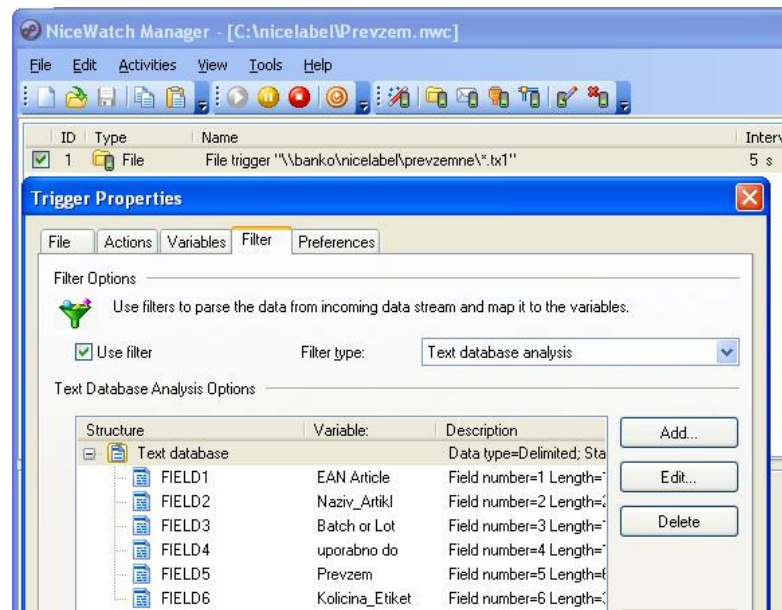 NiceWatch Manager - [C:\nicelabel\Prevzem.nwc]
File Edit Activities View Tools Help
ID Type Name Interv
1 File File trigger "\\banko\nicelabel\prevzemne\*.tx1" 5 s
Trigger Properties
File Actions Variables Filter Preferences
Filter Options
Use filters to parse the data from incoming data stream and map it to the variables.
Use filter Filter type: Text database analysis
Text Database Analysis Options
Structure Variable: Description Add...
Text database Data type=Delimited; Sta
FIELD1 EAN Article Field number=1 Length= Edit...
FIELD2 Naziv_Artikl Field number=2 Length=
FIELD3 Batch or Lot Field number=3 Length= Delete
FIELD4 uporabno do Field number=4 Length=
FIELD5 Prevzem Field number=5 Length=
FIELD6 Kolicina_Etiket Field number=6 Length=